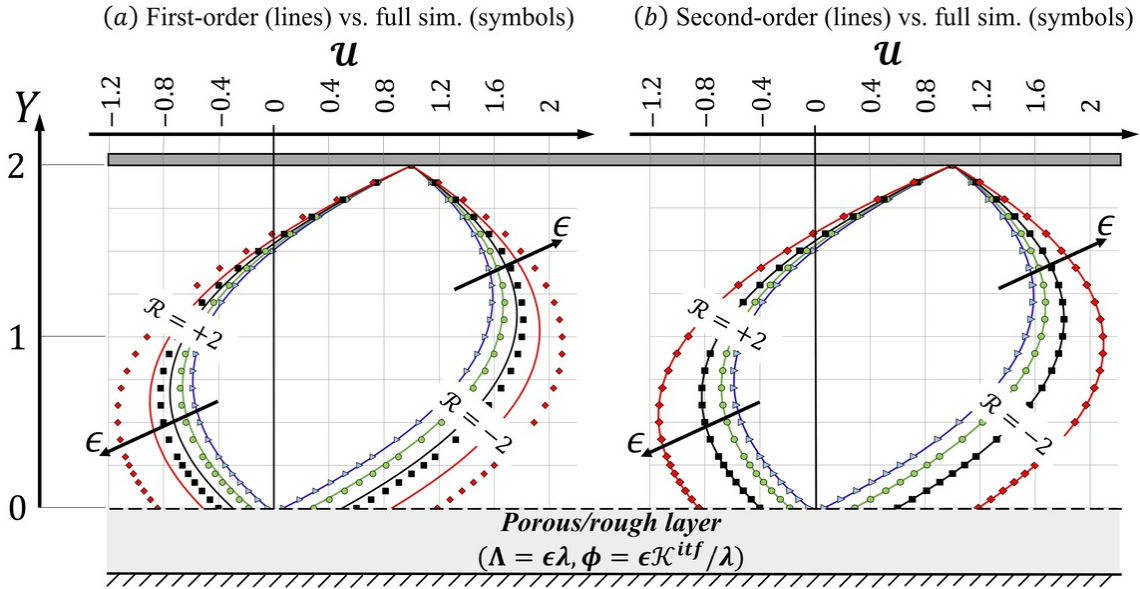 (a) First-order (lines) vs. full sim. (symbols)
(b) Second-order (lines) vs. full sim. (symbols)
𝓤
𝓤
−1.2 −0.8 −0.4 0 0.4 0.8 1.2 1.6 2
−1.2 −0.8 −0.4 0 0.4 0.8 1.2 1.6 2
Y
2
1
0
ϵ
ℛ = +2
ℛ = −2
ϵ
ϵ
ℛ = +2
ℛ = −2
ϵ
Porous/rough layer
(Λ = ϵλ, ϕ = ϵ𝒦^{itf}/λ)